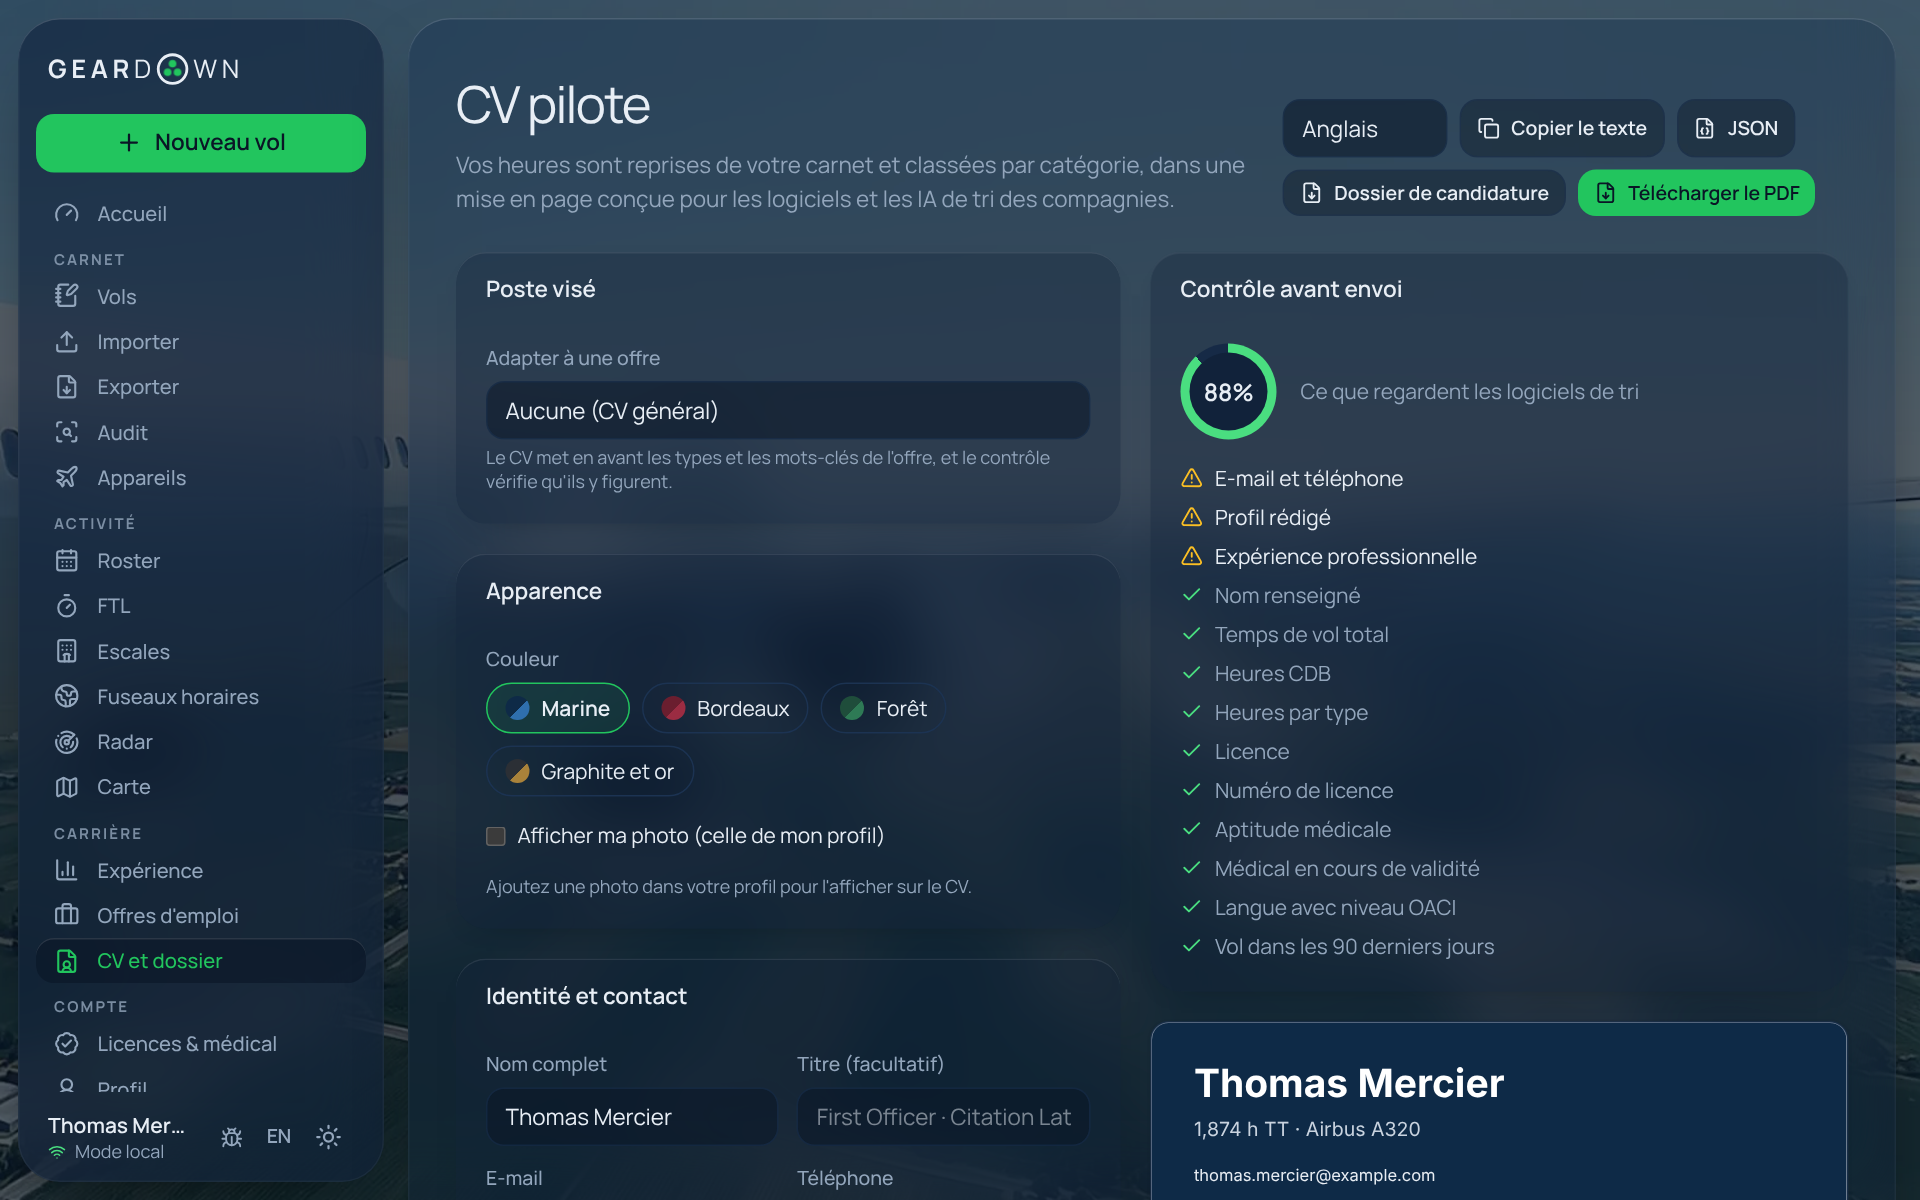 GEARDOWN
Nouveau vol
Accueil
CARNET
Vols
Importer
Exporter
Audit
Appareils
ACTIVITÉ
Roster
FTL
Escales
Fuseaux horaires
Radar
Carte
CARRIÈRE
Expérience
Offres d'emploi
CV et dossier
COMPTE
Licences & médical
Profil
Thomas Mer...
Mode local
EN
CV pilote
Vos heures sont reprises de votre carnet et classées par catégorie, dans une
mise en page conçue pour les logiciels et les IA de tri des compagnies.
Anglais
Copier le texte
JSON
Dossier de candidature
Télécharger le PDF
Poste visé
Adapter à une offre
Aucune (CV général)
Le CV met en avant les types et les mots-clés de l'offre, et le contrôle
vérifie qu'ils y figurent.
Apparence
Couleur
Marine
Bordeaux
Forêt
Graphite et or
Afficher ma photo (celle de mon profil)
Ajoutez une photo dans votre profil pour l'afficher sur le CV.
Identité et contact
Nom complet
Titre (facultatif)
Thomas Mercier
First Officer · Citation Lat
E-mail
Téléphone
Contrôle avant envoi
88%
Ce que regardent les logiciels de tri
E-mail et téléphone
Profil rédigé
Expérience professionnelle
Nom renseigné
Temps de vol total
Heures CDB
Heures par type
Licence
Numéro de licence
Aptitude médicale
Médical en cours de validité
Langue avec niveau OACI
Vol dans les 90 derniers jours
Thomas Mercier
1,874 h TT · Airbus A320
thomas.mercier@example.com